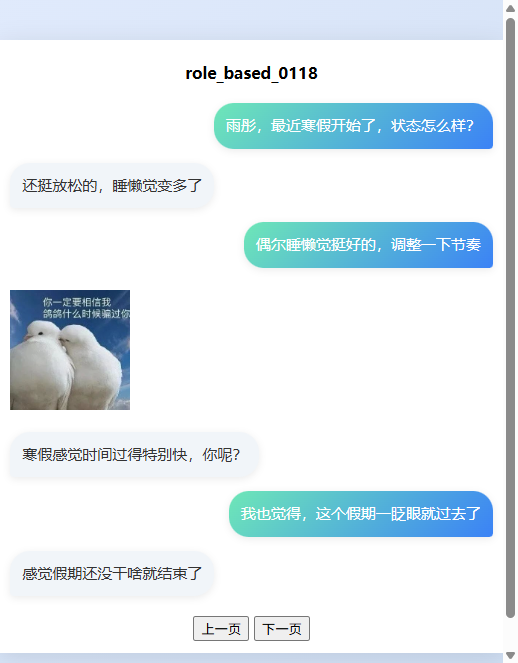 role_based_0118
雨彤，最近寒假开始了，状态怎么样？
还挺放松的，睡懒觉变多了
偶尔睡懒觉挺好的，调整一下节奏
你一定要相信我
鸽鸽什么时候骗过你
寒假感觉时间过得特别快，你呢？
我也觉得，这个假期一眨眼就过去了
感觉假期还没干啥就结束了
上一页 下一页